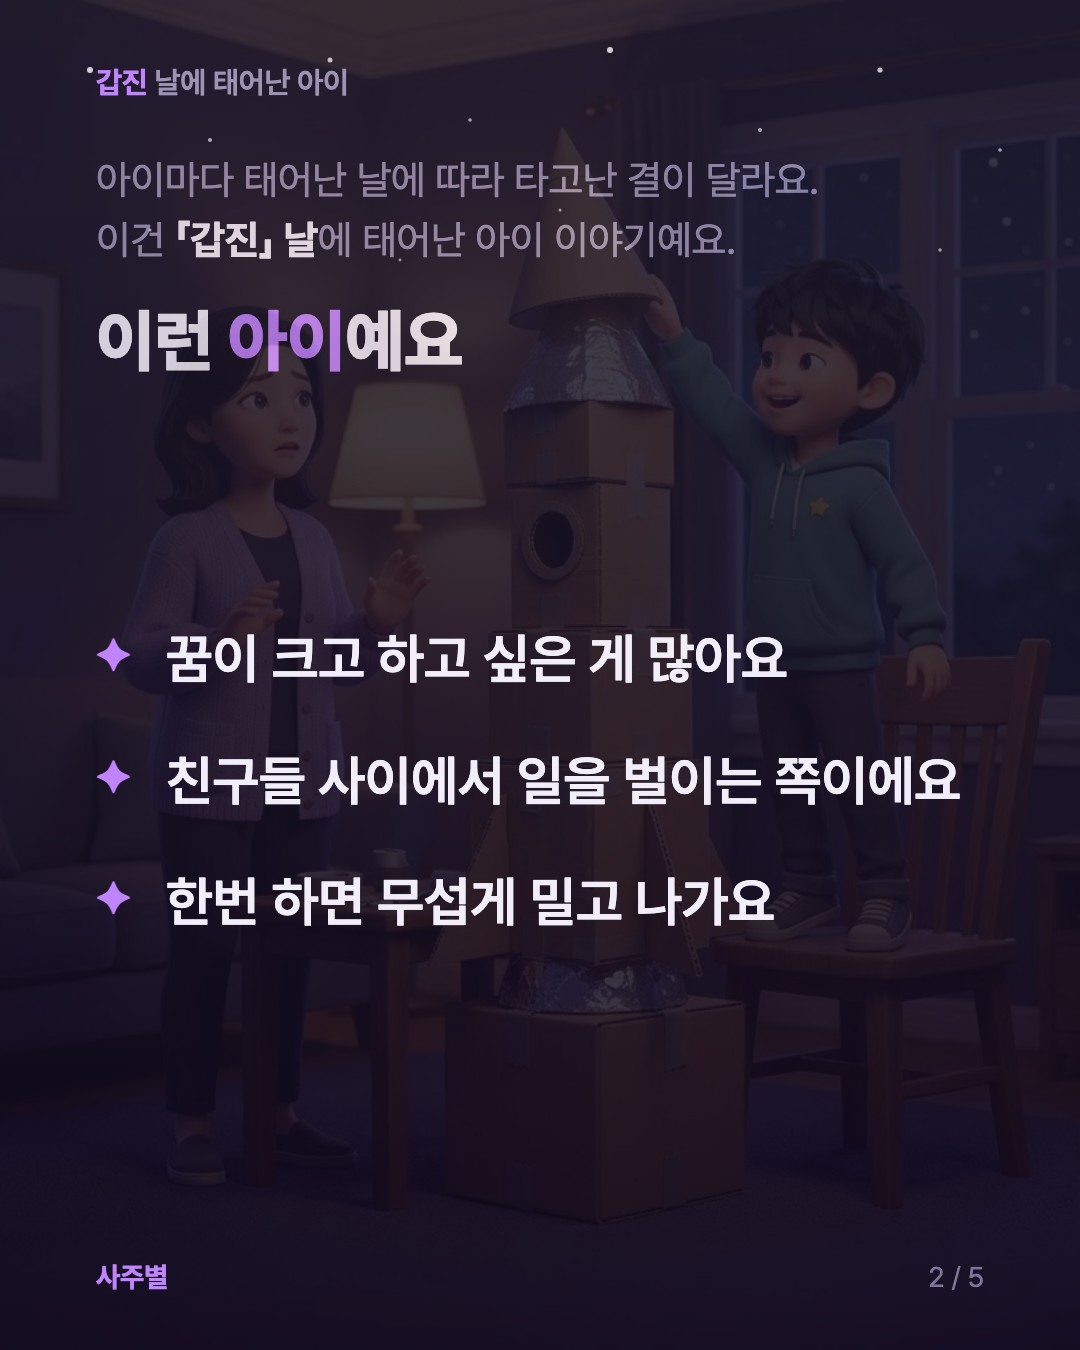 갑진 날에 태어난 아이
아이마다 태어난 날에 따라 타고난 결이 달라요.
이건 「갑진」 날에 태어난 아이 이야기예요.
이런 아이예요
꿈이 크고 하고 싶은 게 많아요
친구들 사이에서 일을 벌이는 쪽이에요
한번 하면 무섭게 밀고 나가요
사주별
2 / 5